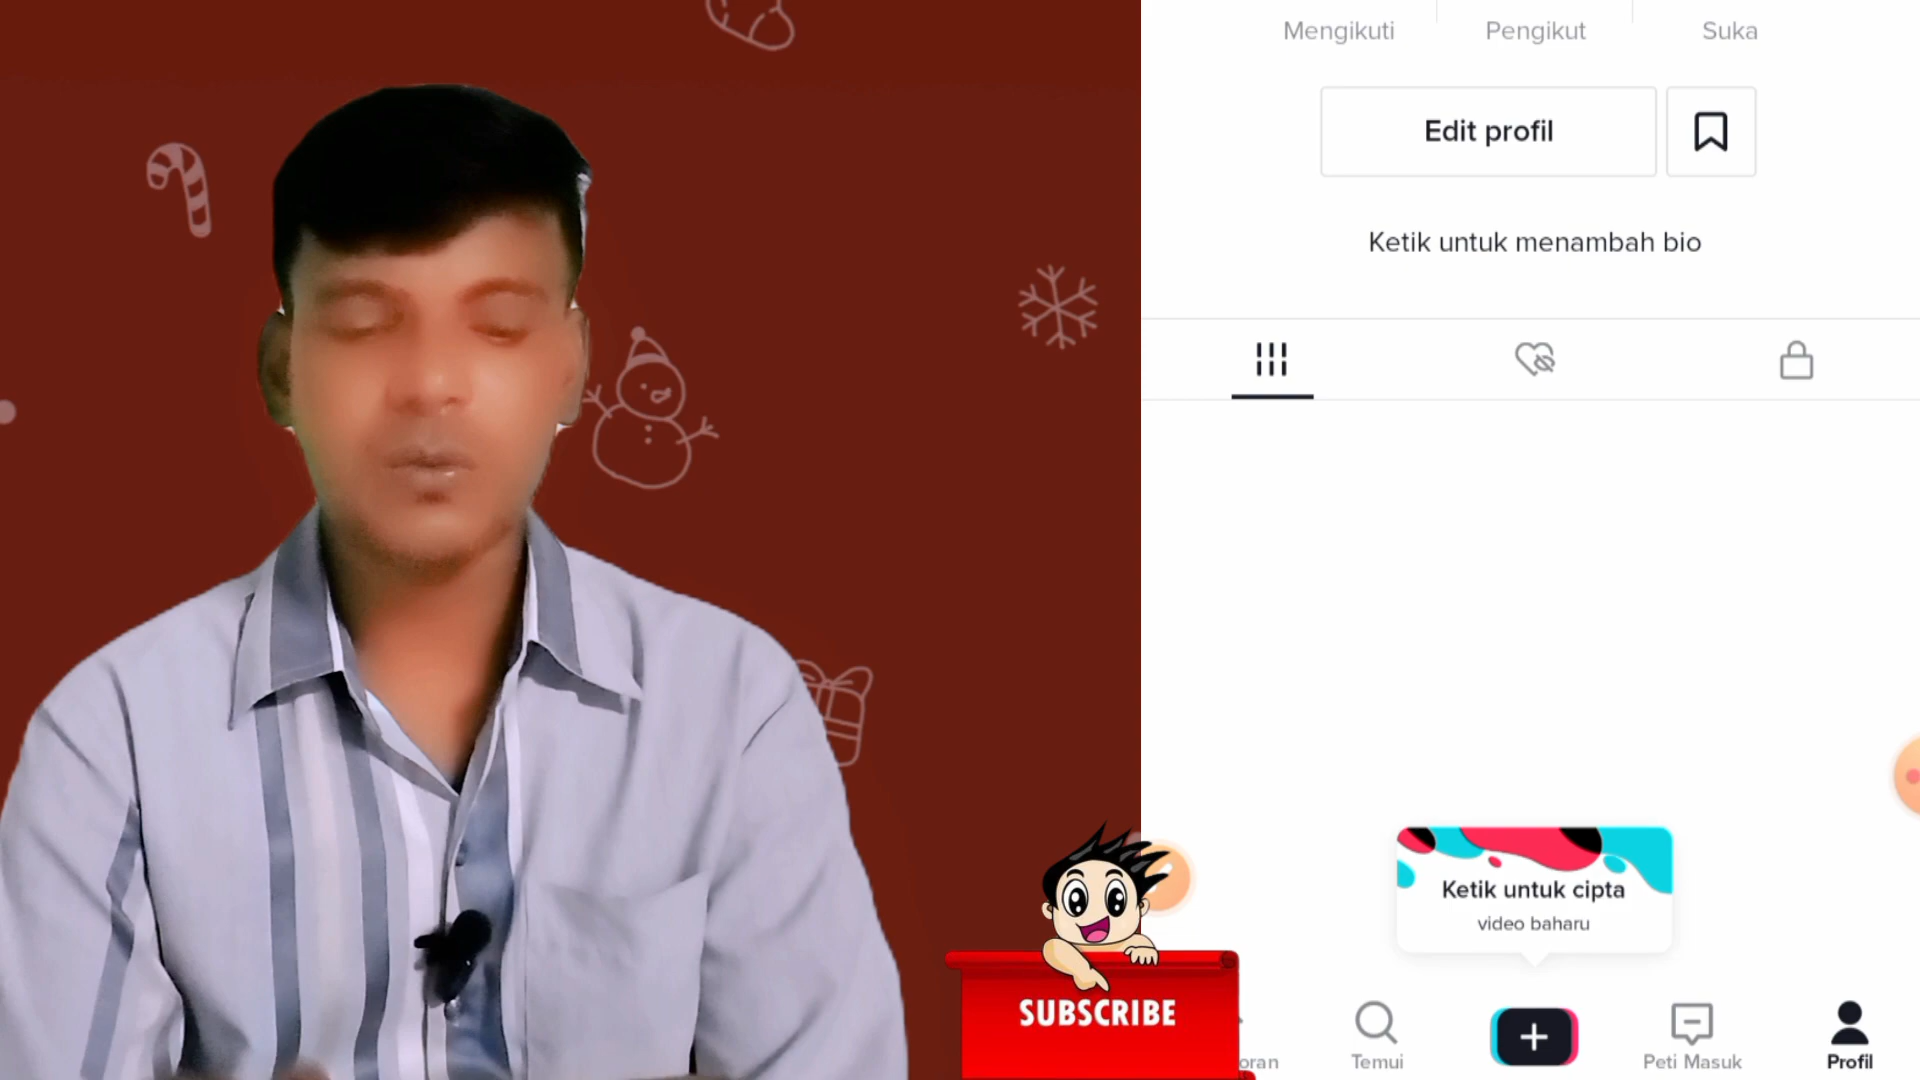 Mengikuti
Pengikut
Suka
Edit profil
Ketik untuk menambah bio
Ketik untuk cipta
video baharu
SUBSCRIBE
oran
Temui
Peti Masuk
Profil